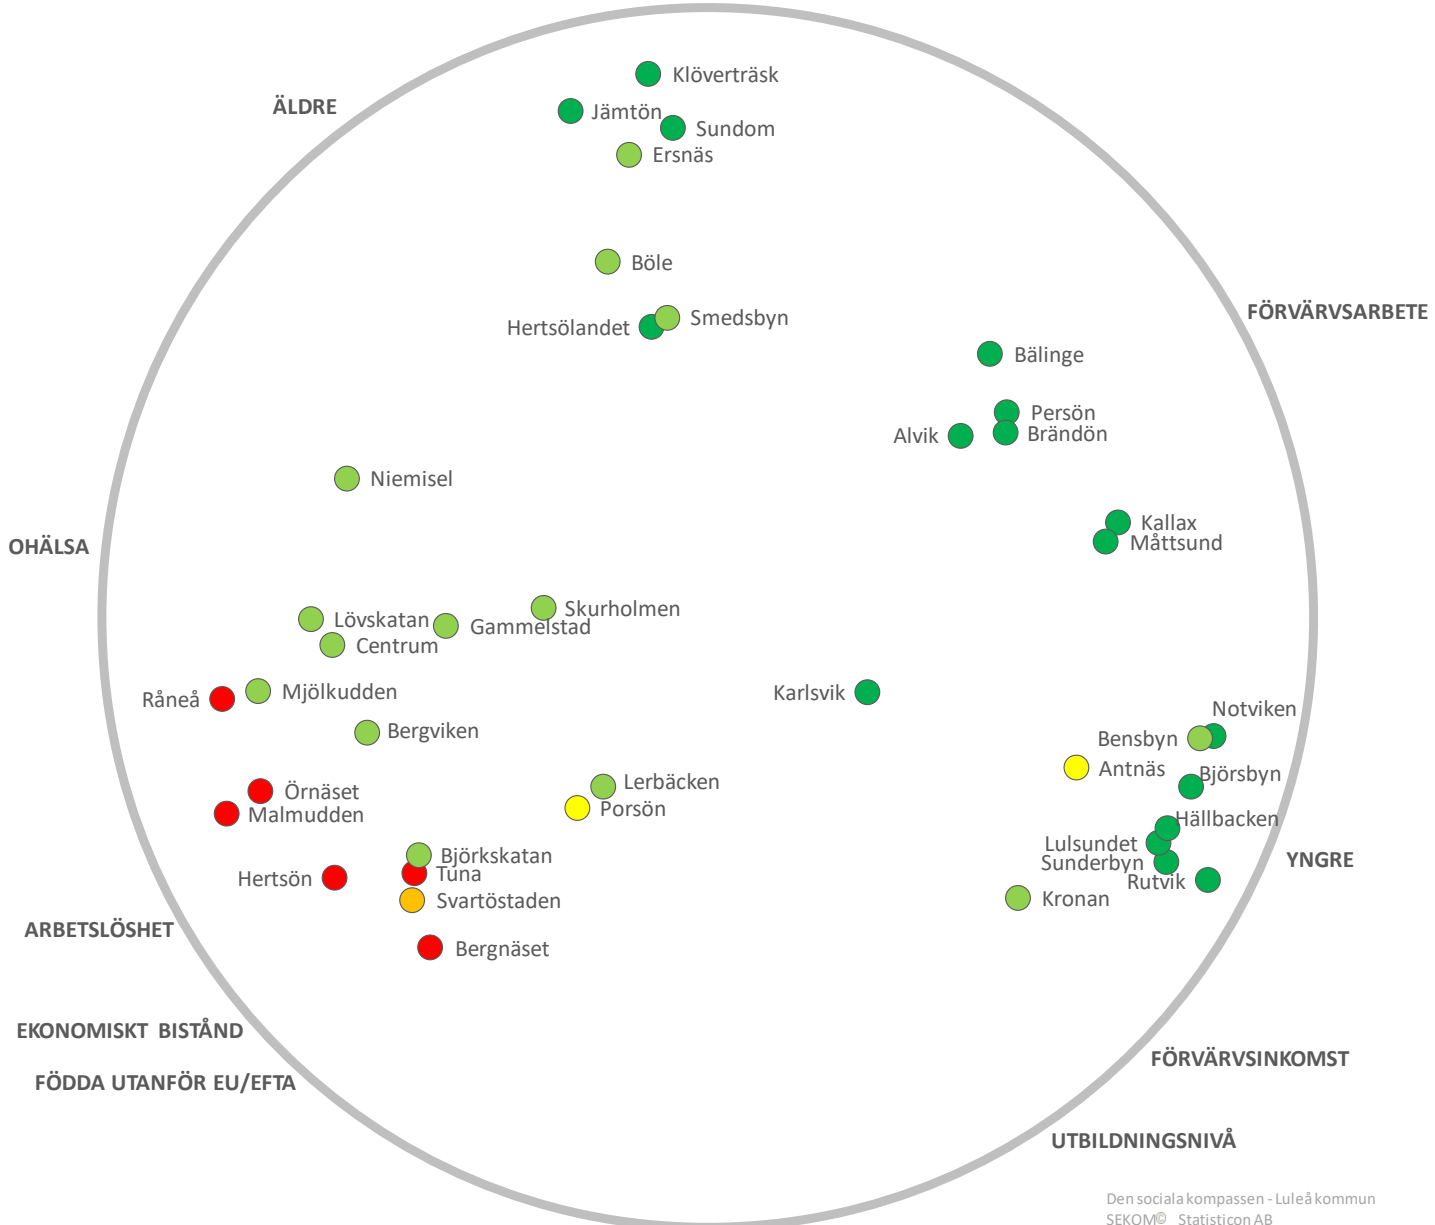 Klöverträsk
ÄLDRE
Jämtön
Sundom
Ersnäs
Böle
FÖRVÄRVSARBETE
Smedsbyn
Hertsölandet
Bälinge
Persön
Alvik
Brändön
Niemisel
Kallax
Måttsund
OHÄLSA
Skurholmen
Lövskatan
Gammelstad
Centrum
Mjölkudden
Råneå
Karlsvik
Notviken
Bergviken
Bensbyn
Antnäs
Björsbyn
Lerbäcken
Örnäset
Porsön
Malmudden
Hällbacken
Lulsundet
Björkskatan
Sunderbyn
YNGRE
Tuna
Hertsön
Rutvik
Svartöstaden
Kronan
ARBETSLÖSHET
Bergnäset
EKONOMISKT BISTÅND
FÖRVÄRVSINKOMST
FÖDDA UTANFÖR EU/EFTA
UTBILDNINGSNIVÅ
Den sociala kompassen - Luleå kommun
SEKOM© Statisticon AB